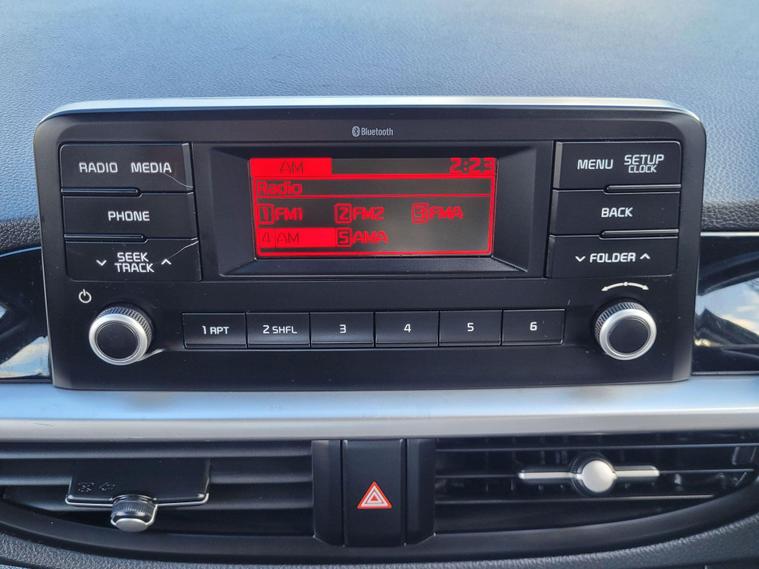 Bluetooth
RADIO MEDIA
PHONE
SEEK
TRACK
AM 2:23
Radio
1 FM1 2 FM2 3 FMA
4 AM 5 AMA
MENU SETUP
CLOCK
BACK
FOLDER
1 RPT 2 SHFL 3 4 5 6